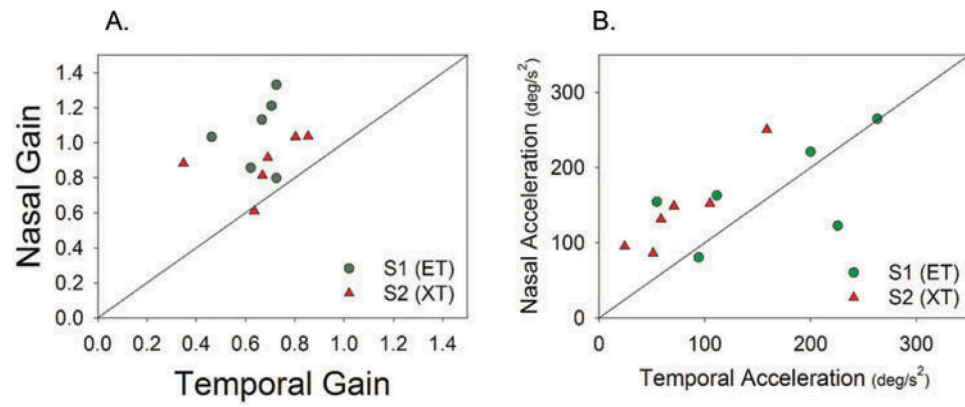 A.
Nasal Gain
1.4
1.2
1.0
0.8
0.6
0.4
0.2
0.0
S1 (ET)
S2 (XT)
0.0 0.2 0.4 0.6 0.8 1.0 1.2 1.4
Temporal Gain
B.
Nasal Acceleration (deg/s²)
300
200
100
0
S1 (ET)
S2 (XT)
0 100 200 300
Temporal Acceleration (deg/s²)